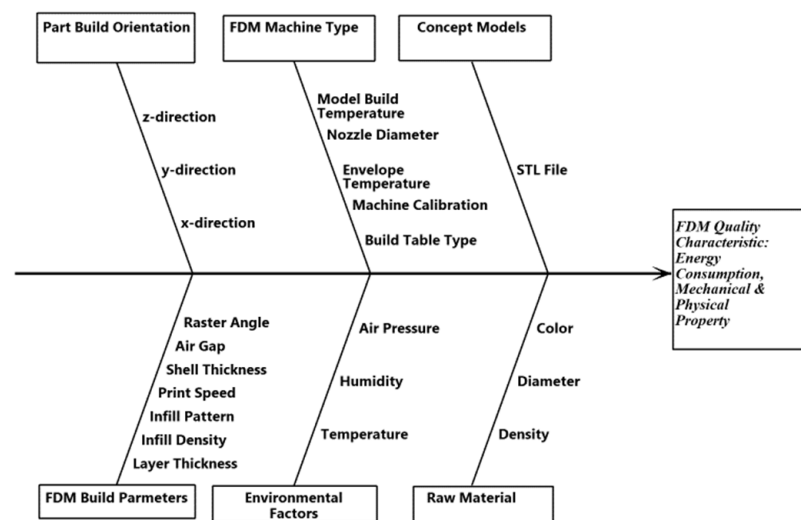 Part Build Orientation
FDM Machine Type
Concept Models
z-direction
y-direction
x-direction
Model Build
Temperature
Nozzle Diameter
Envelope
Temperature
Machine Calibration
Build Table Type
STL File
FDM Quality
Characteristic:
Energy
Consumption,
Mechanical &
Physical
Property
Raster Angle
Air Gap
Shell Thickness
Print Speed
Infill Pattern
Infill Density
Layer Thickness
Air Pressure
Humidity
Temperature
Color
Diameter
Density
FDM Build Parmeters
Environmental
Factors
Raw Material